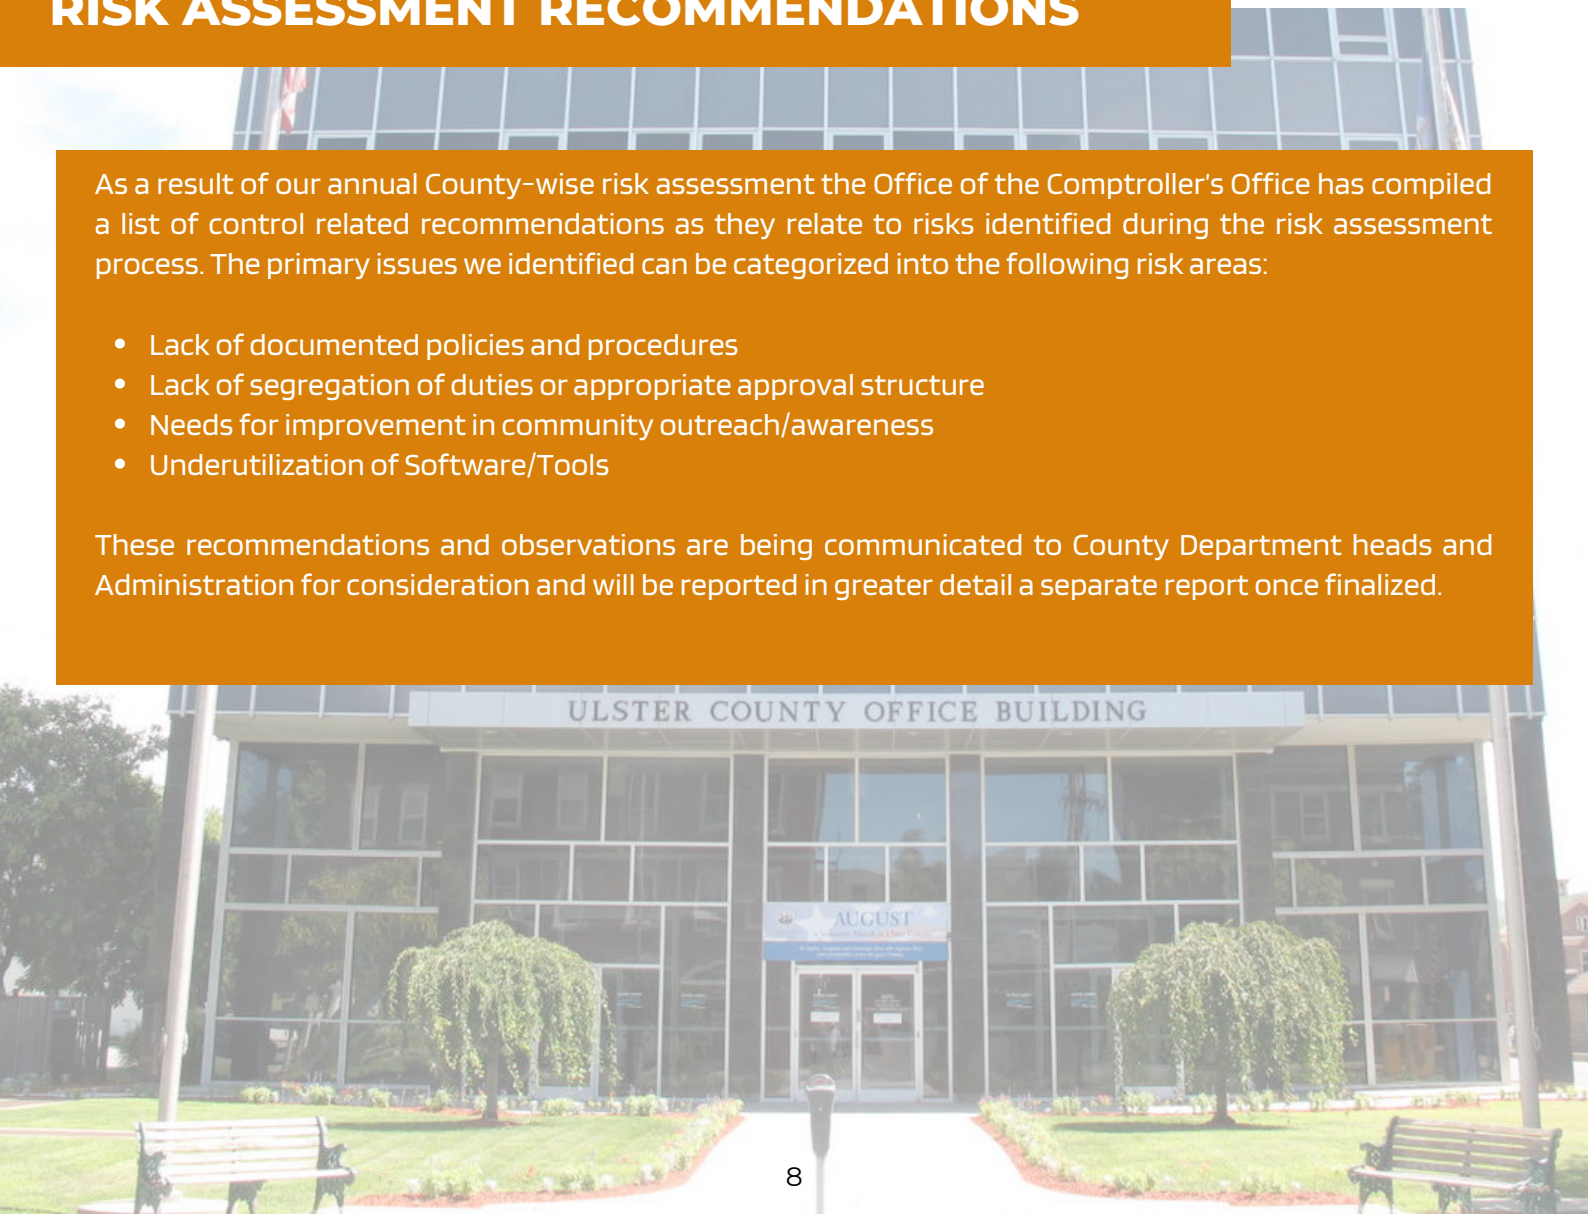 RISK ASSESSMENT RECOMMENDATIONS
As a result of our annual County-wise risk assessment the Office of the Comptroller's Office has compiled
a list of control related recommendations as they relate to risks identified during the risk assessment
process. The primary issues we identified can be categorized into the following risk areas:
• Lack of documented policies and procedures
• Lack of segregation of duties or appropriate approval structure
• Needs for improvement in community outreach/awareness
• Underutilization of Software/Tools
These recommendations and observations are being communicated to County Department heads and
Administration for consideration and will be reported in greater detail a separate report once finalized.
ULSTER COUNTY OFFICE BUILDING
AUGUST
8